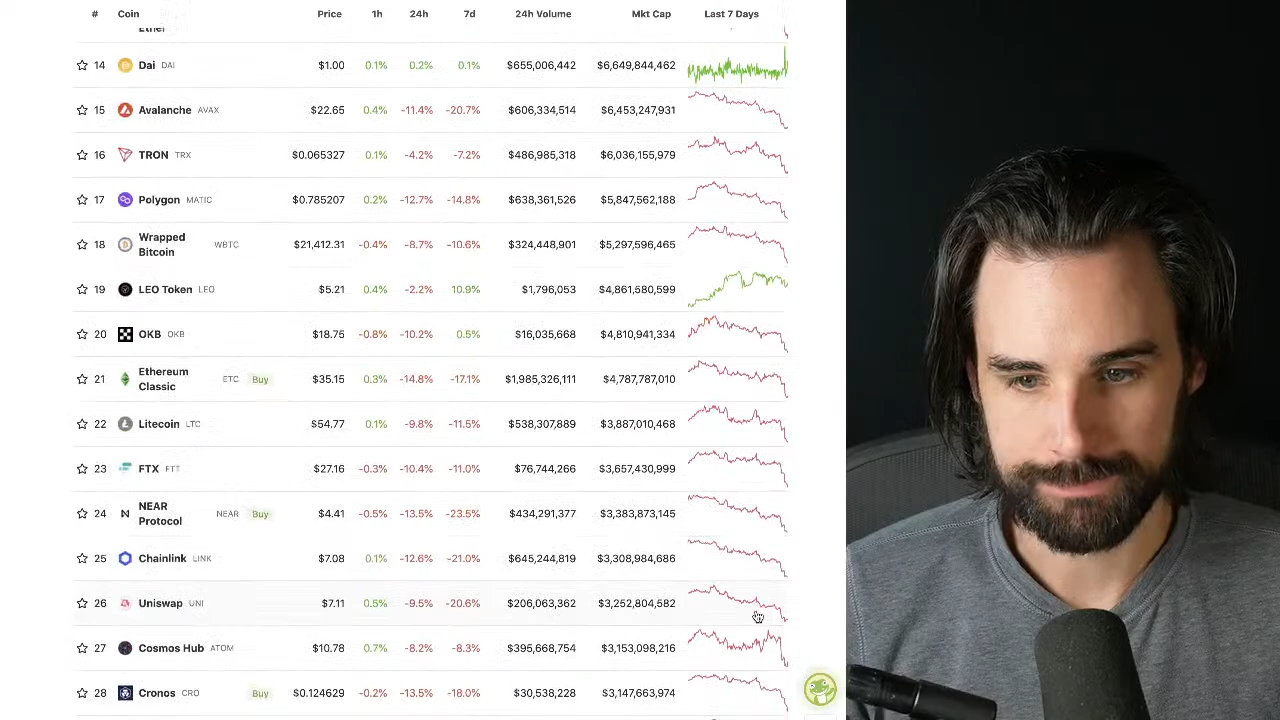 # Coin Price 1h 24h 7d 24h Volume Mkt Cap Last 7 Days
Ether
14 Dai DAI $1.00 0.1% 0.2% 0.1% $655,006,442 $6,649,844,462
15 Avalanche AVAX $22.65 0.4% -11.4% -20.7% $606,334,514 $6,453,247,931
16 TRON TRX $0.065327 0.1% -4.2% -7.2% $486,985,318 $6,036,155,979
17 Polygon MATIC $0.785207 0.2% -12.7% -14.8% $638,361,526 $5,847,562,188
18 Wrapped
Bitcoin WBTC $21,412.31 -0.4% -8.7% -10.6% $324,448,901 $5,297,596,465
19 LEO Token LEO $5.21 0.4% -2.2% 10.9% $1,796,053 $4,861,580,599
20 OKB OKB $18.75 -0.8% -10.2% 0.5% $16,035,668 $4,810,941,334
21 Ethereum
Classic ETC Buy $35.15 0.3% -14.8% -17.1% $1,985,326,111 $4,787,787,010
22 Litecoin LTC $54.77 0.1% -9.8% -11.5% $538,307,889 $3,887,010,468
23 FTX FTT $27.16 -0.3% -10.4% -11.0% $76,744,266 $3,657,430,999
24 NEAR
Protocol NEAR Buy $4.41 -0.5% -13.5% -23.5% $434,291,377 $3,383,873,145
25 Chainlink LINK $7.08 0.1% -12.6% -21.0% $645,244,819 $3,308,984,686
26 Uniswap UNI $7.11 0.5% -9.5% -20.6% $206,063,362 $3,252,804,582
27 Cosmos Hub ATOM $10.78 0.7% -8.2% -8.3% $395,666,754 $3,153,098,216
28 Cronos CRO Buy $0.124629 -0.2% -13.5% -18.0% $30,538,228 $3,147,663,974